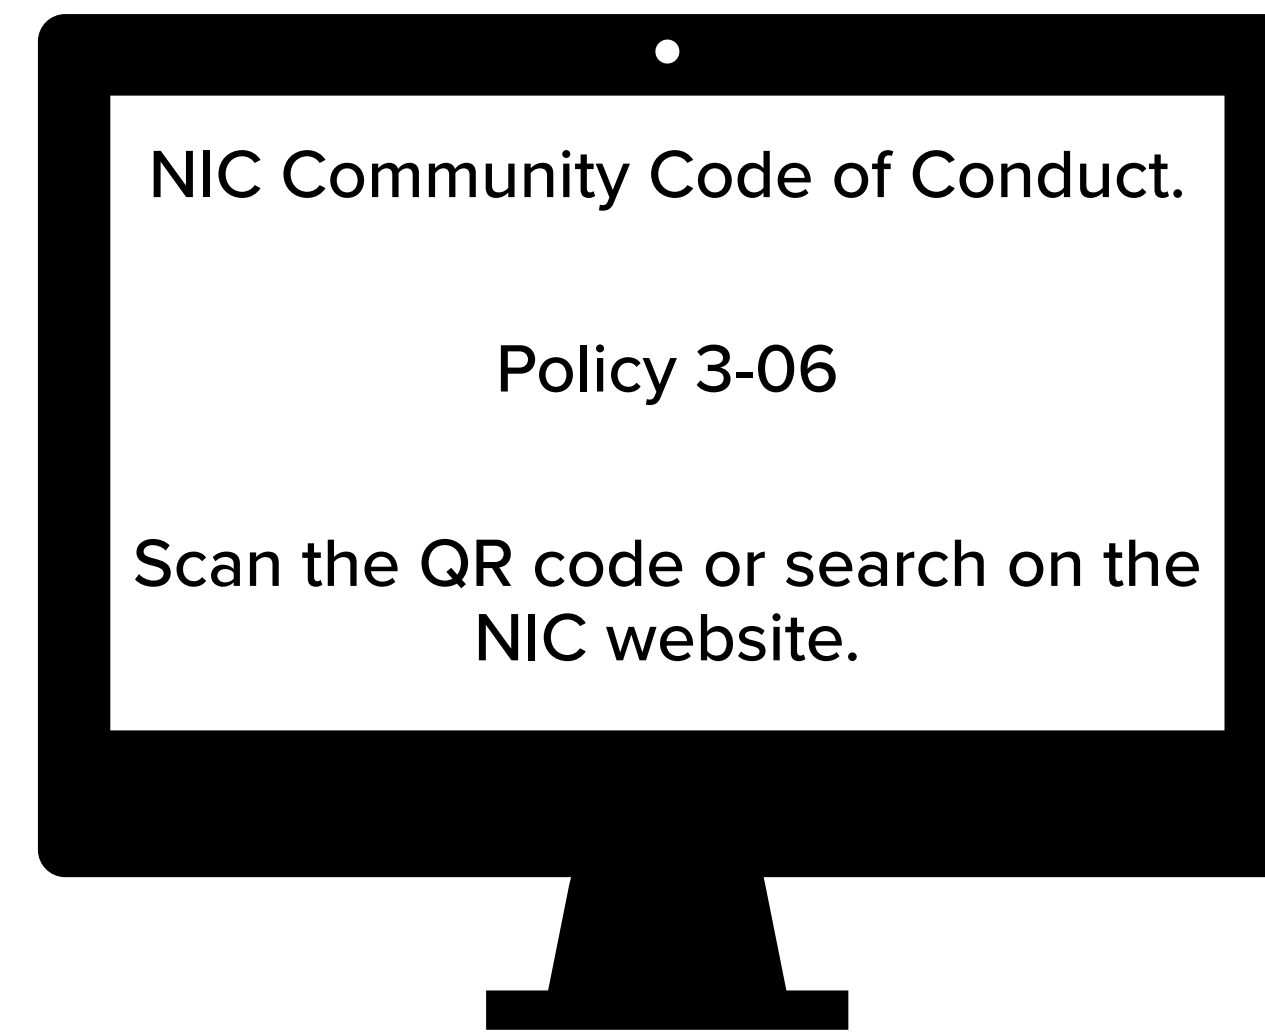 NIC Community Code of Conduct.
Policy 3-06
Scan the QR code or search on the
NIC website.